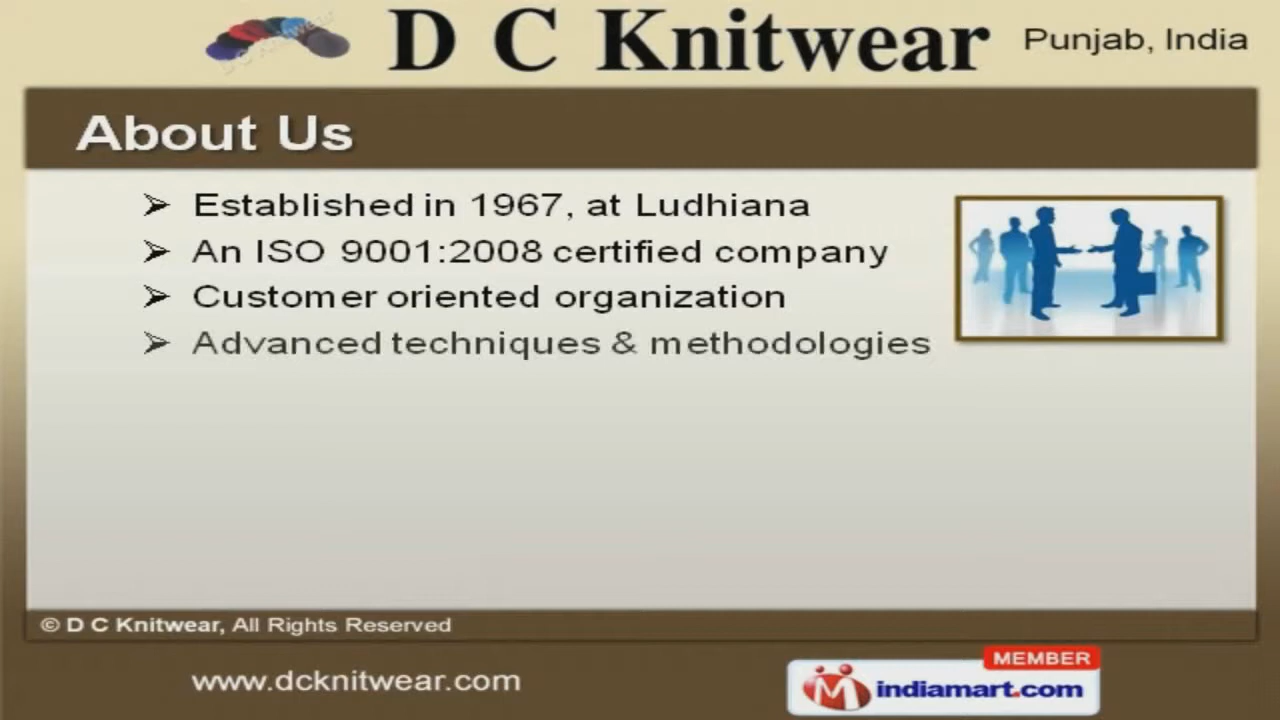 D C Knitwear
Punjab, India
About Us
➢ Established in 1967, at Ludhiana
➢ An ISO 9001:2008 certified company
➢ Customer oriented organization
➢ Advanced techniques & methodologies
© D C Knitwear, All Rights Reserved
www.dcknitwear.com
MEMBER
indiamart.com